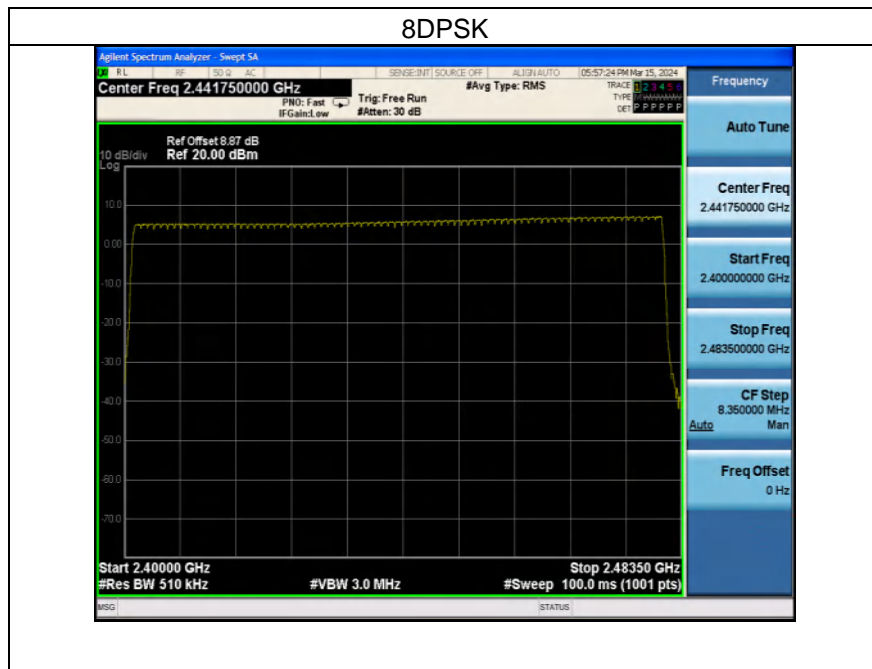 8DPSK
Agilent Spectrum Analyzer - Swept SA
RL RF 50 Ω AC SENSE:INT SOURCE OFF ALIGN AUTO 05:57:24 PM Mar 15, 2024
Center Freq 2.441750000 GHz
#Avg Type: RMS
TRACE 1 2 3 4 5 6
PNO: Fast
Trig: Free Run
TYPE
IFGain:Low
#Atten: 30 dB
DET P P P P P P
Ref Offset 8.87 dB
10 dB/div Ref 20.00 dBm
Log
10.0
0.00
-10.0
-20.0
-30.0
-40.0
-50.0
-60.0
-70.0
Start 2.40000 GHz Stop 2.48350 GHz
#Res BW 510 kHz #VBW 3.0 MHz #Sweep 100.0 ms (1001 pts)
MSG STATUS
Frequency
Auto Tune
Center Freq
2.441750000 GHz
Start Freq
2.400000000 GHz
Stop Freq
2.483500000 GHz
CF Step
8.350000 MHz
Auto Man
Freq Offset
0 Hz